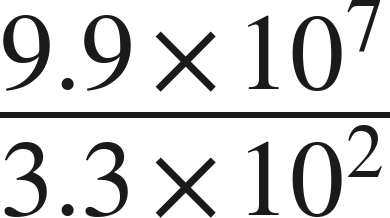 9.9 × 10⁷
3.3 × 10²